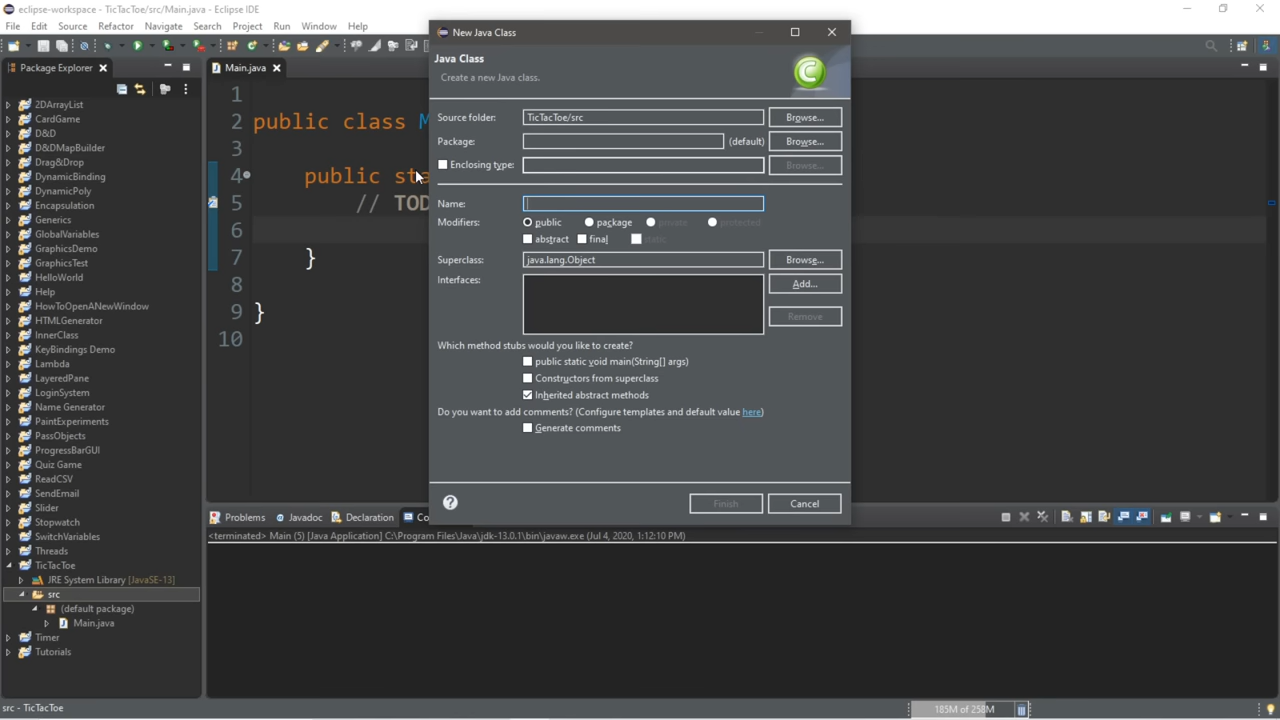 eclipse-workspace - TicTacToe/src/Main.java - Eclipse IDE
File Edit Source Refactor Navigate Search Project Run Window Help
Package Explorer
2DArrayList
CardGame
D&D
D&DMapBuilder
Drag&Drop
DynamicBinding
DynamicPoly
Encapsulation
Generics
GlobalVariables
GraphicsDemo
GraphicsTest
HelloWorld
Help
HowToOpenANewWindow
HTMLGenerator
InnerClass
KeyBindings Demo
Lambda
LayeredPane
LoginSystem
Name Generator
PaintExperiments
PassObjects
ProgressBarGUI
Quiz Game
ReadCSV
SendEmail
Slider
Stopwatch
SwitchVariables
Threads
TicTacToe
JRE System Library [JavaSE-13]
src
(default package)
Main.java
Timer
Tutorials
Main.java
1
2 public class M
3
4 public sta
5 // TOD
6
7 }
8
9 }
10
New Java Class
Java Class
Create a new Java class.
Source folder: TicTacToe/src Browse...
Package: (default) Browse...
Enclosing type: Browse...
Name:
Modifiers: public package private protected
abstract final static
Superclass: java.lang.Object Browse...
Interfaces: Add...
Remove
Which method stubs would you like to create?
public static void main(String[] args)
Constructors from superclass
Inherited abstract methods
Do you want to add comments? (Configure templates and default value here)
Generate comments
Finish Cancel
Problems Javadoc Declaration Co
<terminated> Main (5) [Java Application] C:\Program Files\Java\jdk-13.0.1\bin\javaw.exe (Jul 4, 2020, 1:12:10 PM)
src - TicTacToe
185M of 258M